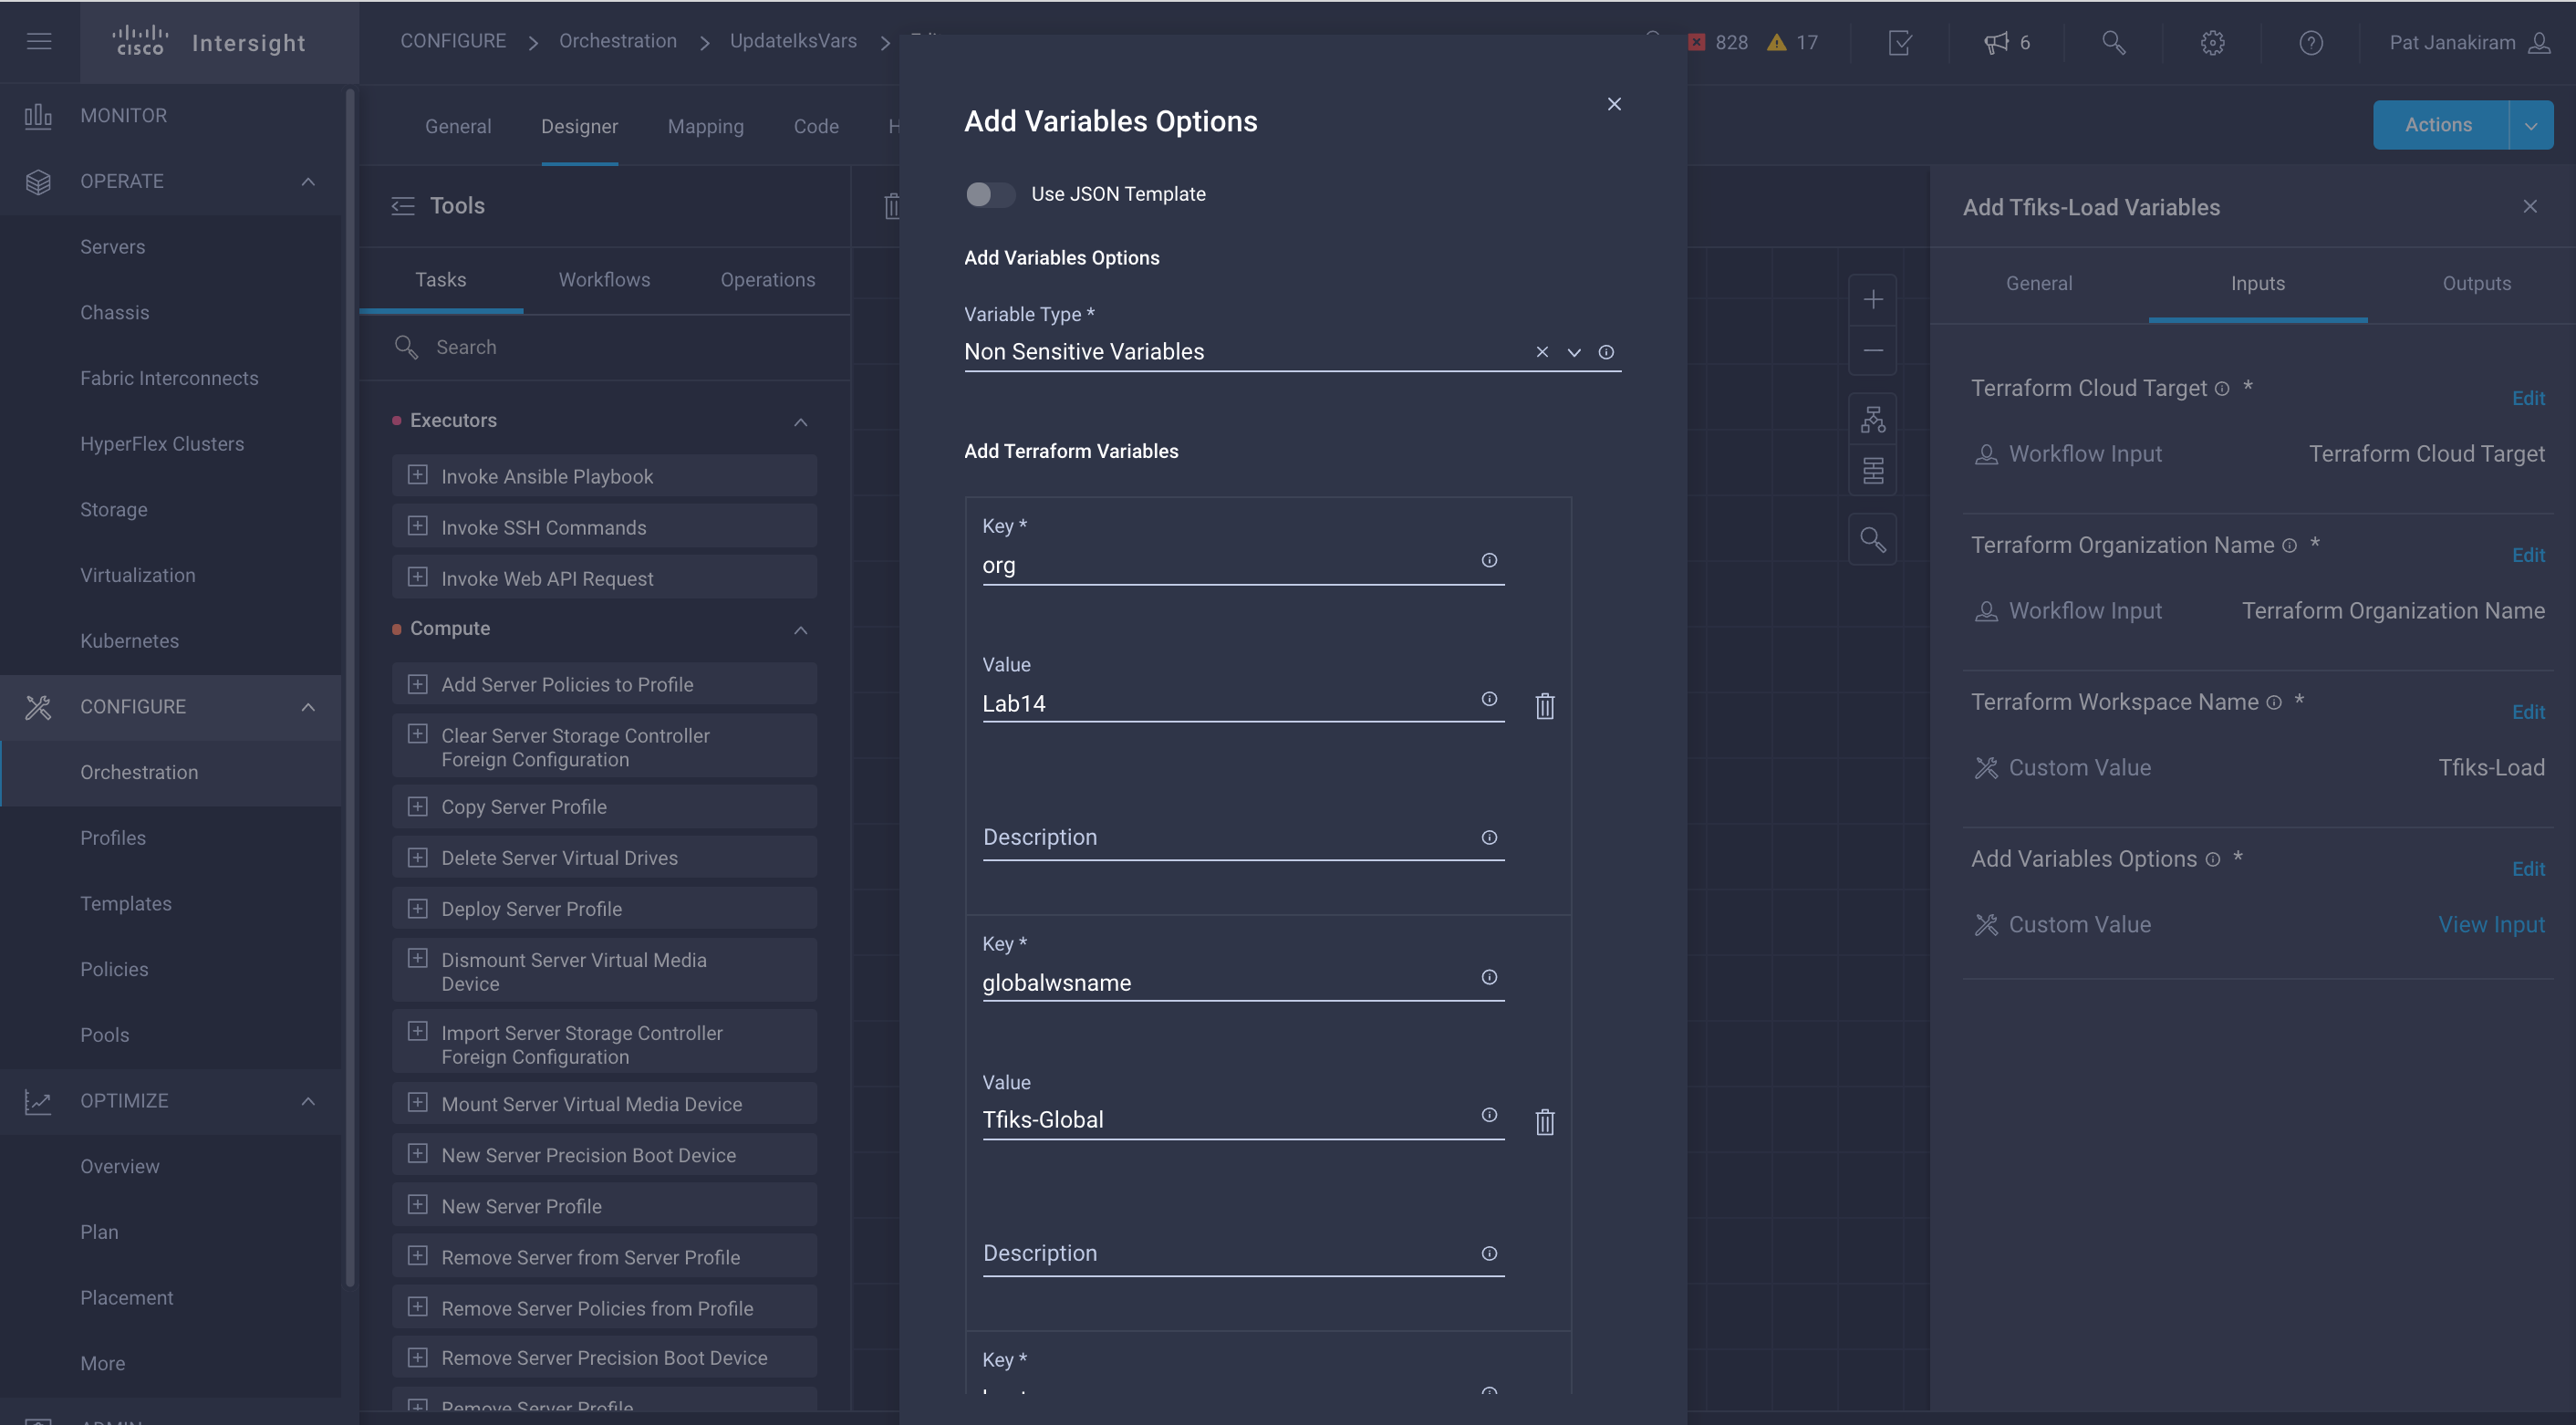 CISCO Intersight
CONFIGURE > Orchestration > UpdateIksVars >
828 17 6 Pat Janakiram
MONITOR
OPERATE
Servers
Chassis
Fabric Interconnects
HyperFlex Clusters
Storage
Virtualization
Kubernetes
CONFIGURE
Orchestration
Profiles
Templates
Policies
Pools
OPTIMIZE
Overview
Plan
Placement
More
General Designer Mapping Code
Actions
Tools
Tasks Workflows Operations
Search
Executors
Invoke Ansible Playbook
Invoke SSH Commands
Invoke Web API Request
Compute
Add Server Policies to Profile
Clear Server Storage Controller
Foreign Configuration
Copy Server Profile
Delete Server Virtual Drives
Deploy Server Profile
Dismount Server Virtual Media
Device
Import Server Storage Controller
Foreign Configuration
Mount Server Virtual Media Device
New Server Precision Boot Device
New Server Profile
Remove Server from Server Profile
Remove Server Policies from Profile
Remove Server Precision Boot Device
Remove Server Profile
Add Variables Options
Use JSON Template
Add Variables Options
Variable Type *
Non Sensitive Variables
Add Terraform Variables
Key *
org
Value
Lab14
Description
Key *
globalwsname
Value
Tfiks-Global
Description
Key *
Add Tfiks-Load Variables
General Inputs Outputs
Terraform Cloud Target *
Edit
Workflow Input Terraform Cloud Target
Terraform Organization Name *
Edit
Workflow Input Terraform Organization Name
Terraform Workspace Name *
Edit
Custom Value Tfiks-Load
Add Variables Options *
Edit
Custom Value View Input